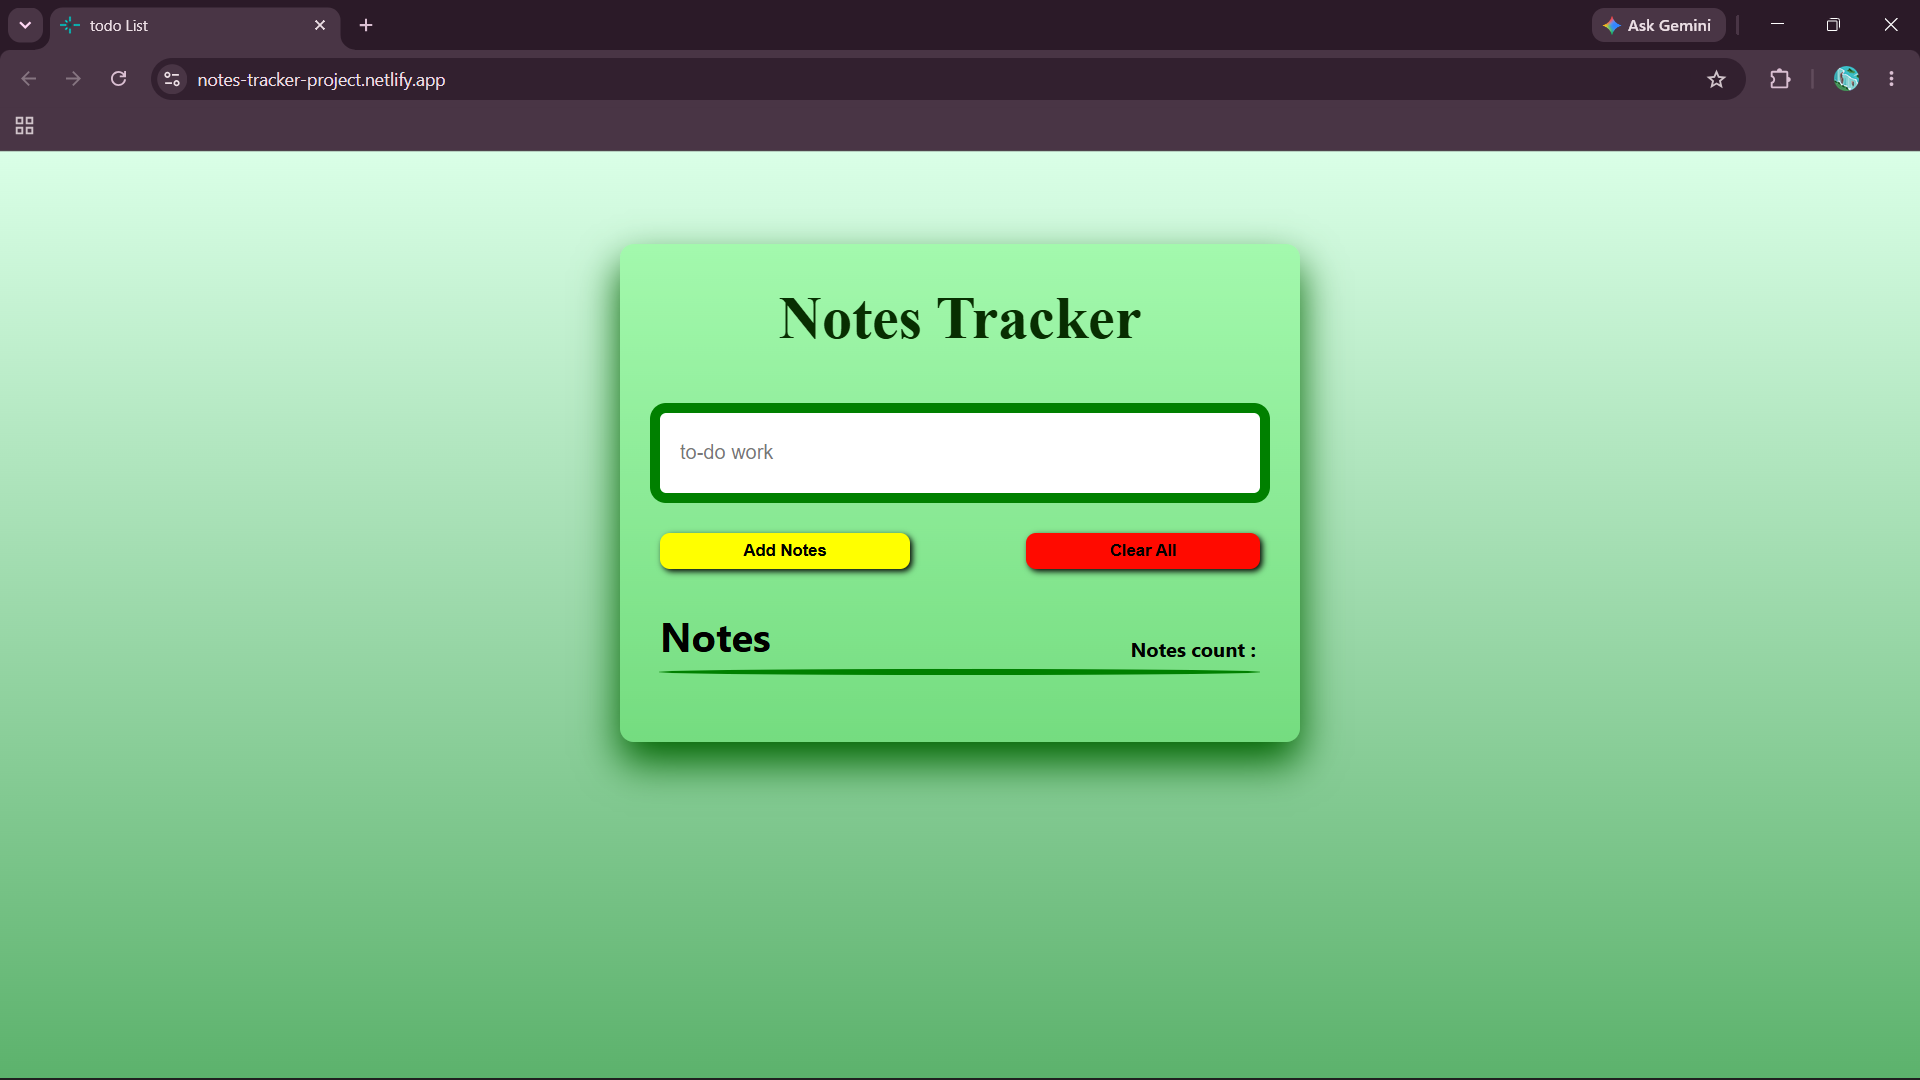 todo List
Ask Gemini
notes-tracker-project.netlify.app
Notes Tracker
to-do work
Add Notes
Clear All
Notes
Notes count :